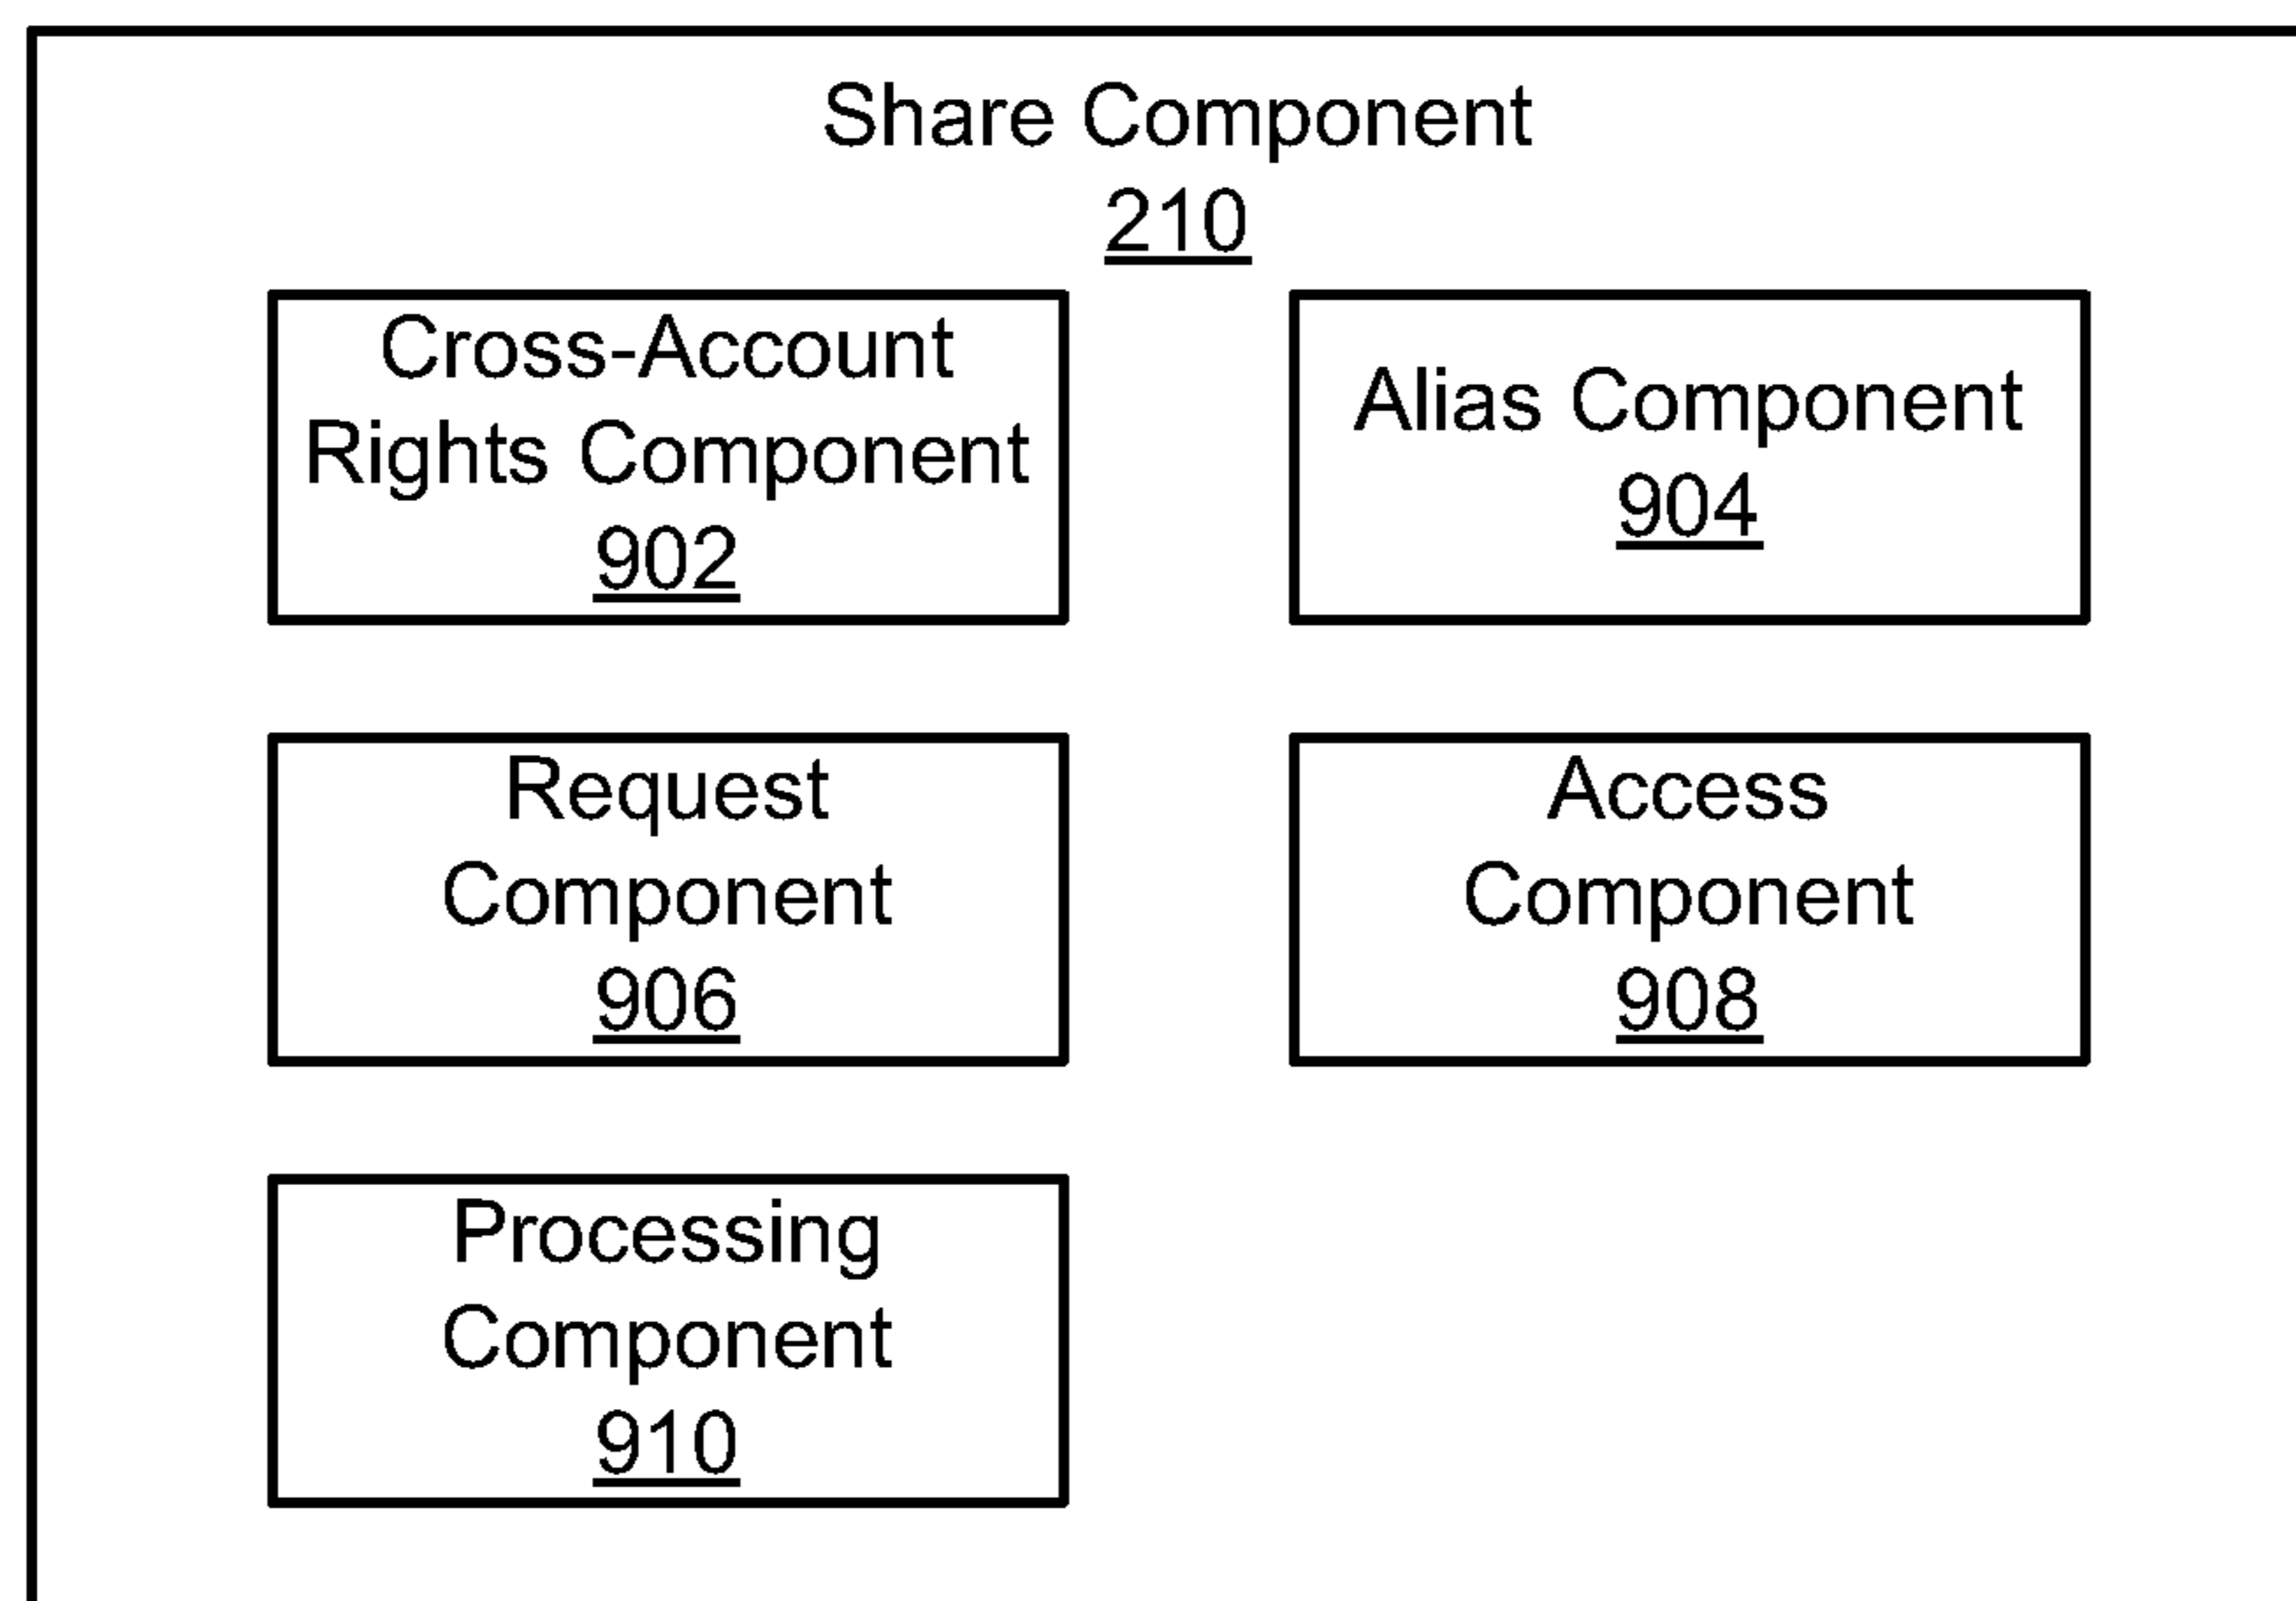 Share Component
210
Cross-Account
Rights Component
902
Alias Component
904
Request
Component
906
Access
Component
908
Processing
Component
910